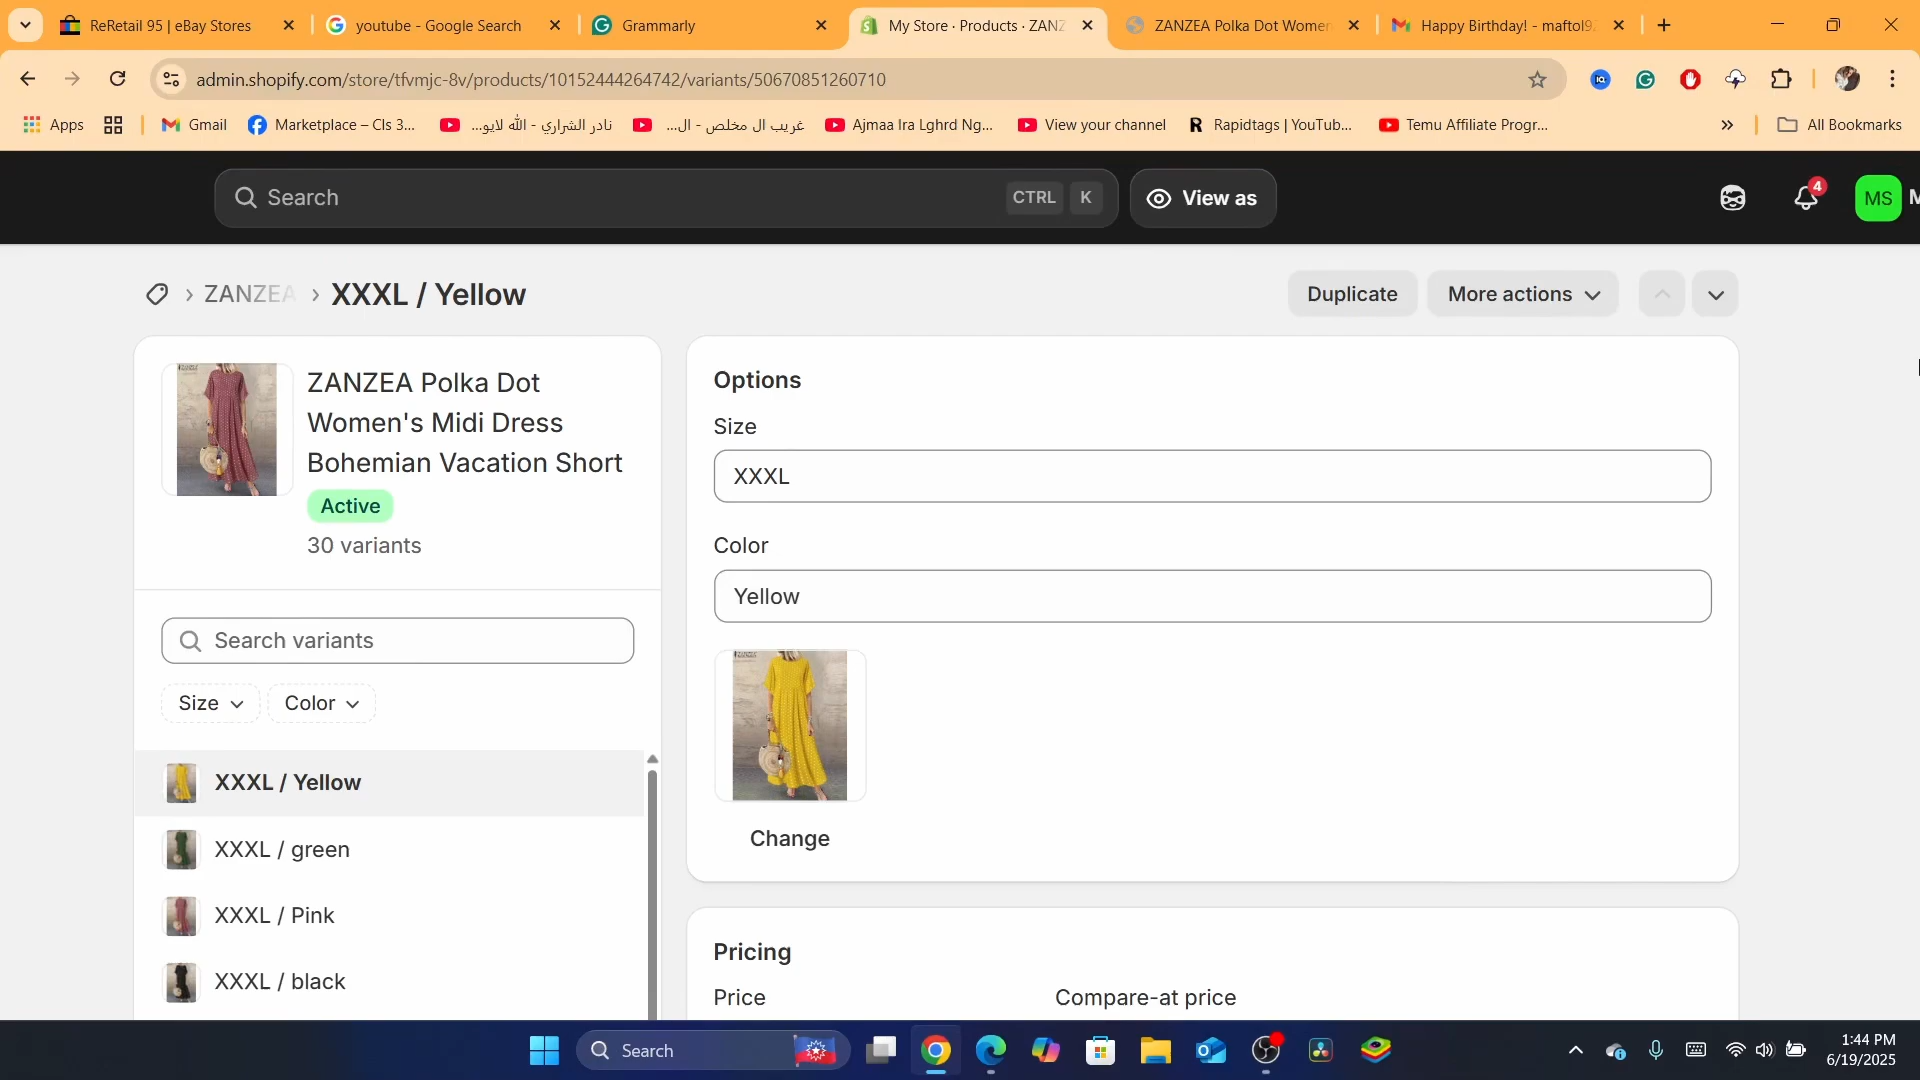 ReRetail 95 | eBay Stores
youtube - Google Search
Grammarly
My Store · Products · ZANZ
ZANZEA Polka Dot Women
Happy Birthday! - maftol9
admin.shopify.com/store/tfvmjc-8v/products/10152444264742/variants/50670851260710
Apps
Gmail
Marketplace – Cls 3...
نادر الشراري - الله لايو...
غريب ال مخلص - ال...
Ajmaa Ira Lghrd Ng...
View your channel
Rapidtags | YouTub...
Temu Affiliate Progr...
All Bookmarks
Search
CTRL
K
View as
4
MS
M
› ZANZEA › XXXL / Yellow
Duplicate
More actions
ZANZEA Polka Dot
Women's Midi Dress
Bohemian Vacation Short
Active
30 variants
Search variants
Size
Color
XXXL / Yellow
XXXL / green
XXXL / Pink
XXXL / black
Options
Size
XXXL
Color
Yellow
Change
Pricing
Price
Compare-at price
Search
1:44 PM
6/19/2025